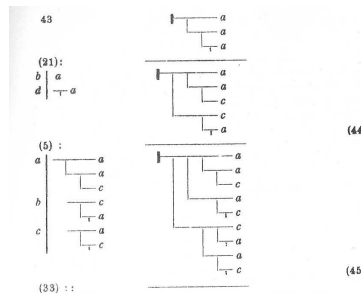 43 a
a
a
(21):
b a a
d a a
c
c
a (44
(5) :
a a a
a a
c c
b c a
a c
c a c
c a
a
c (45
(33) : :